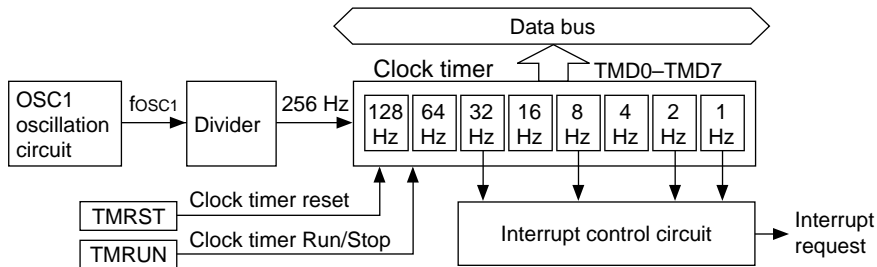 Data bus
Clock timer
TMD0–TMD7
OSC1
oscillation
circuit
fOSC1
Divider
256 Hz
128
Hz
64
Hz
32
Hz
16
Hz
8
Hz
4
Hz
2
Hz
1
Hz
TMRST
Clock timer reset
TMRUN
Clock timer Run/Stop
Interrupt control circuit
Interrupt
request